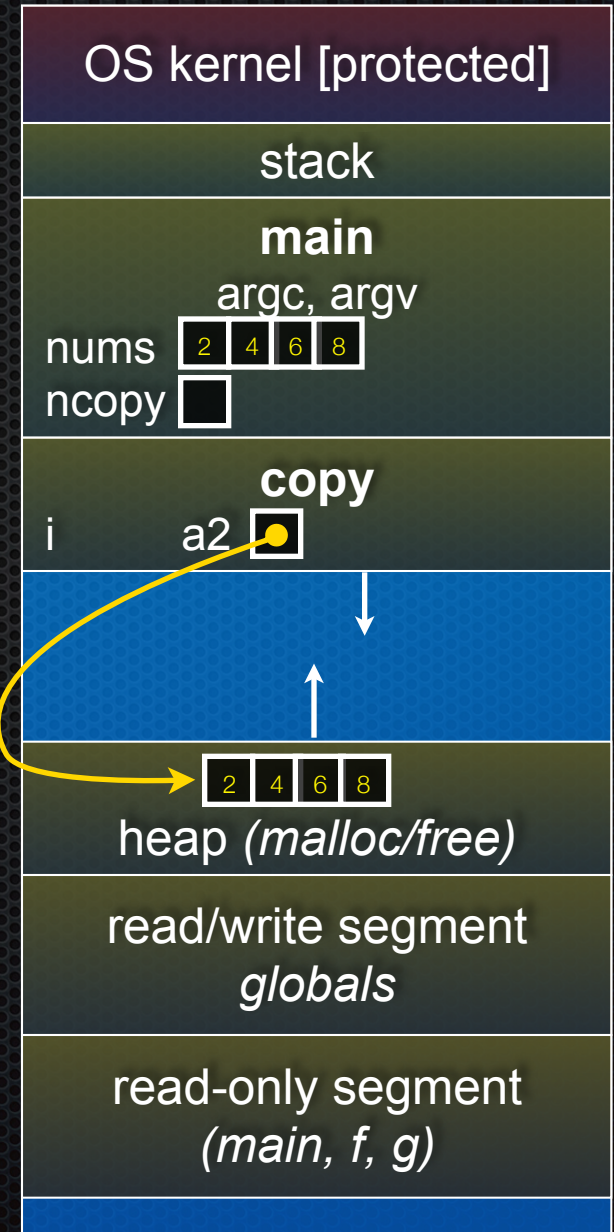 OS kernel [protected]
stack
main
argc, argv
nums 2 4 6 8
ncopy
copy
i a2
2 4 6 8
heap (malloc/free)
read/write segment
globals
read-only segment
(main, f, g)